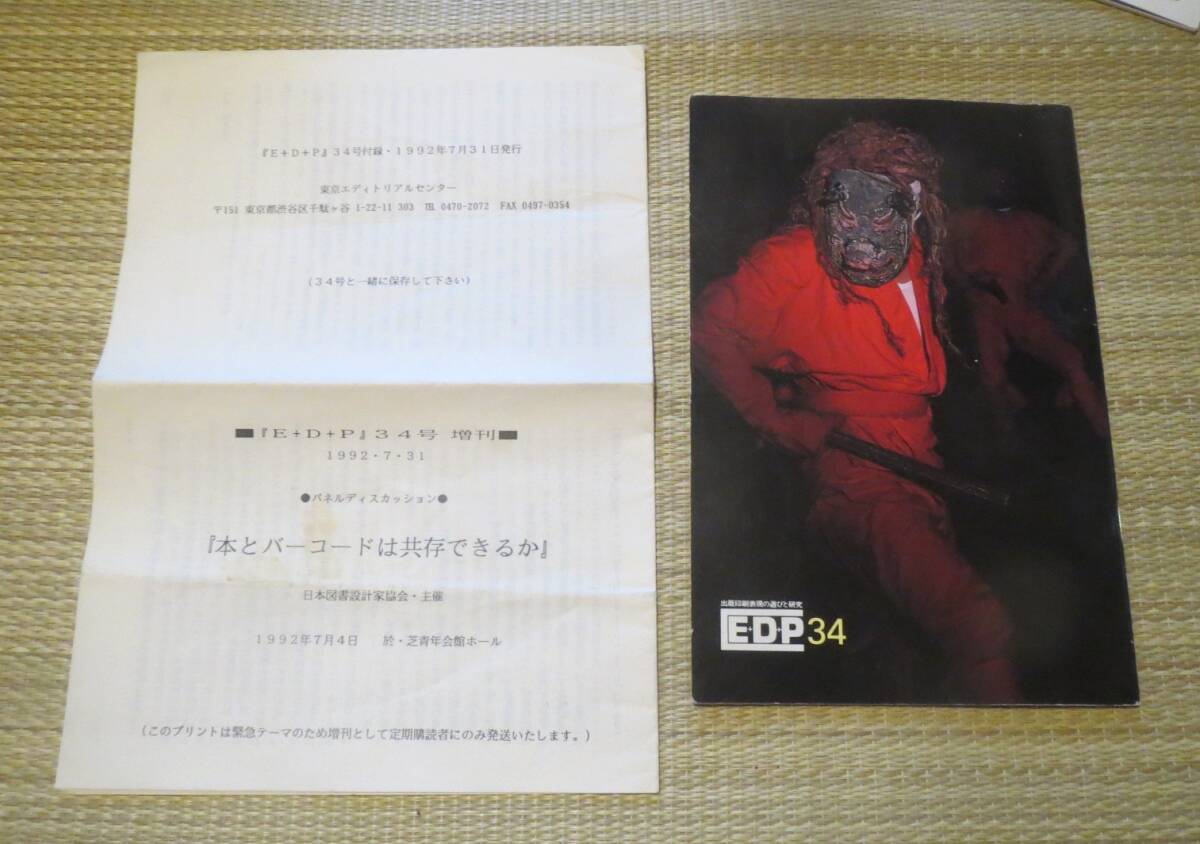 『E+D+P』34号付録・1992年7月31日発行
東京エディトリアルセンター
〒151 東京都渋谷区千駄ヶ谷 1-22-11 303 ℡ 0470-2072 FAX 0497-0354
(34号と一緒に保存して下さい)
■『E+D+P』34号 増刊■
1992・7・31
●パネルディスカッション●
『本とバーコードは共存できるか』
日本図書設計家協会・主催
1992年7月4日 於・芝青年会館ホール
(このプリントは緊急テーマのため増刊として定期購読者にのみ発送いたします。)
出版印刷表現の遊びと研究
E+D+P 34